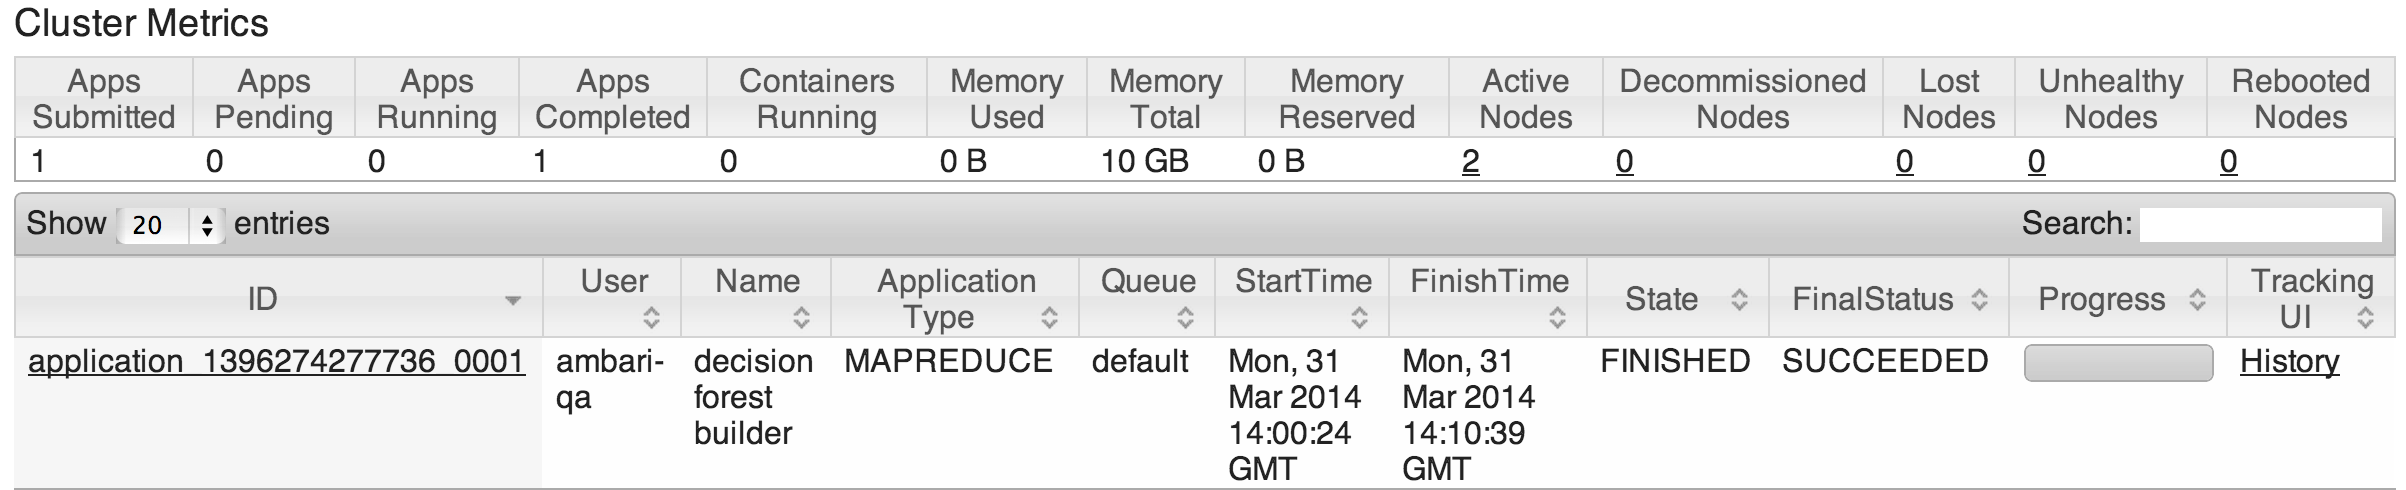 Cluster Metrics
Apps Submitted Apps Pending Apps Running Apps Completed Containers Running Memory Used Memory Total Memory Reserved Active Nodes Decommissioned Nodes Lost Nodes Unhealthy Nodes Rebooted Nodes
1 0 0 1 0 0 B 10 GB 0 B 2 0 0 0 0
Show 20 entries Search:
ID User Name Application Type Queue StartTime FinishTime State FinalStatus Progress Tracking UI
application_1396274277736_0001 ambari- decision MAPREDUCE default Mon, 31 Mon, 31 FINISHED SUCCEEDED History
qa forest Mar 2014 Mar 2014
builder 14:00:24 14:10:39
GMT GMT